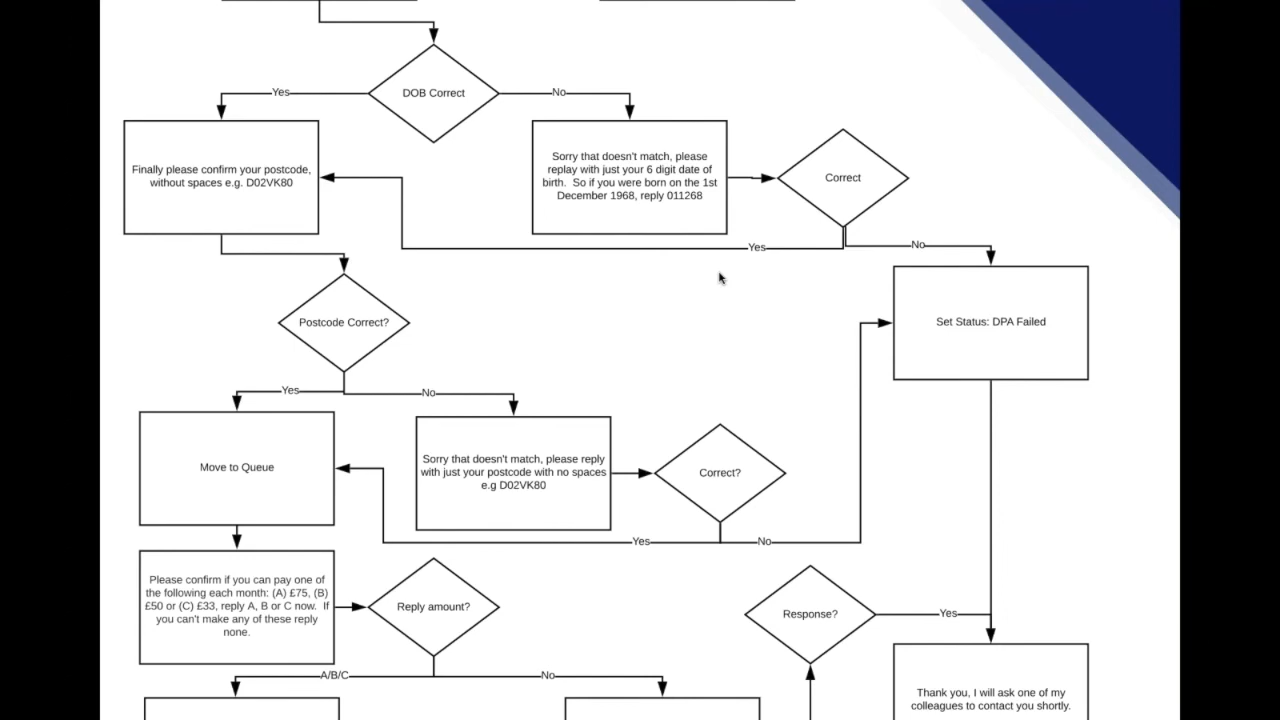 DOB Correct
Yes
No
Finally please confirm your postcode,
without spaces e.g. D02VK80
Sorry that doesn't match, please
replay with just your 6 digit date of
birth. So if you were born on the 1st
December 1968, reply 011268
Correct
Yes
No
Postcode Correct?
Set Status: DPA Failed
Yes
No
Move to Queue
Sorry that doesn't match, please reply
with just your postcode with no spaces
e.g D02VK80
Correct?
Yes
No
Please confirm if you can pay one of
the following each month: (A) £75, (B)
£50 or (C) £33, reply A, B or C now. If
you can't make any of these reply
none.
Reply amount?
Response?
Yes
A/B/C
No
Thank you, I will ask one of my
colleagues to contact you shortly.